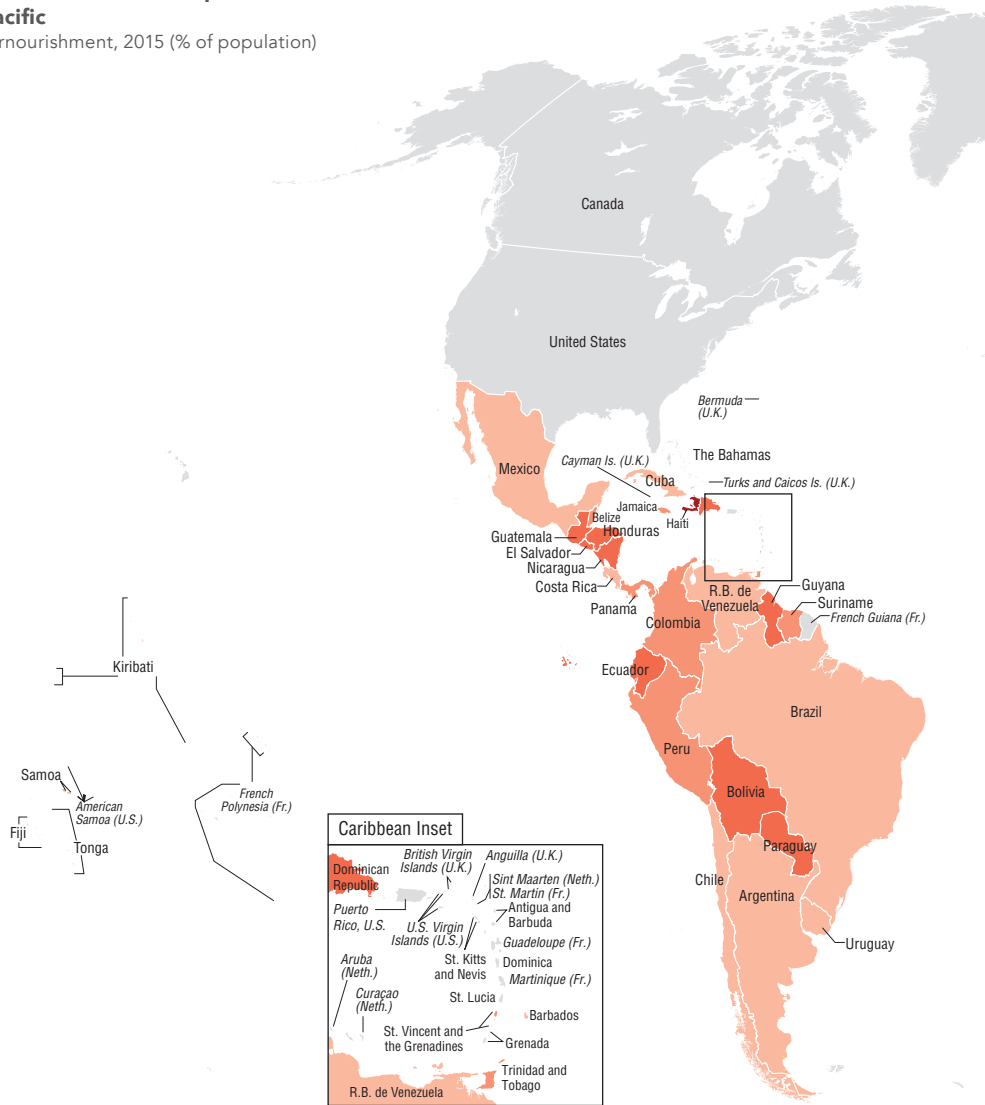 acific
rnourishment, 2015 (% of population)
Canada
United States
Bermuda
(U.K.)
The Bahamas
Cayman Is. (U.K.)
Mexico
Cuba
Turks and Caicos Is. (U.K.)
Jamaica
Belize
Haiti
Honduras
Guatemala
El Salvador
Nicaragua
Costa Rica
Panama
R.B. de
Venezuela
Guyana
Suriname
French Guiana (Fr.)
Colombia
Ecuador
Kiribati
Brazil
Peru
Samoa
American
Samoa (U.S.)
French
Polynesia (Fr.)
Bolivia
Fiji
Tonga
Paraguay
Chile
Argentina
Uruguay
Caribbean Inset
Dominican
Republic
British Virgin
Islands (U.K.)
Anguilla (U.K.)
Sint Maarten (Neth.)
St. Martin (Fr.)
Puerto
Rico, U.S.
U.S. Virgin
Islands (U.S.)
Antigua and
Barbuda
St. Kitts
and Nevis
Guadeloupe (Fr.)
Dominica
Martinique (Fr.)
Aruba
(Neth.)
Curaçao
(Neth.)
St. Lucia
Barbados
St. Vincent and
the Grenadines
Grenada
Trinidad and
Tobago
R.B. de Venezuela